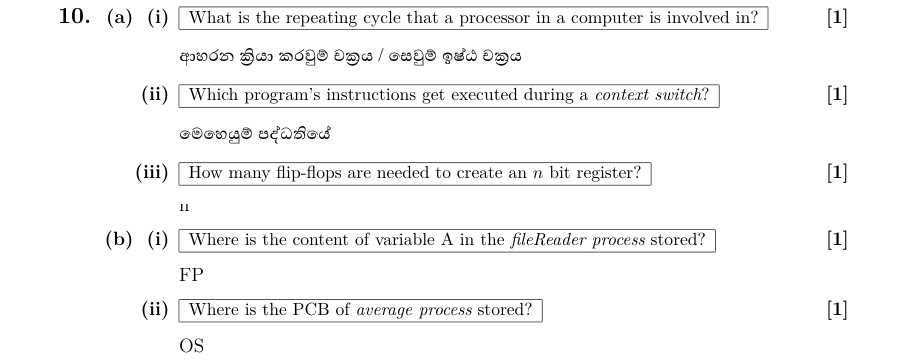 10. (a) (i) What is the repeating cycle that a processor in a computer is involved in? [1]
ආහරන ක්‍රියා කරවුම් චක්‍රය / සෙවුම් ඉෂ්ඨ චක්‍රය
(ii) Which program's instructions get executed during a context switch? [1]
මෙහෙයුම් පද්ධතියේ
(iii) How many flip-flops are needed to create an n bit register? [1]
n
(b) (i) Where is the content of variable A in the fileReader process stored? [1]
FP
(ii) Where is the PCB of average process stored? [1]
OS